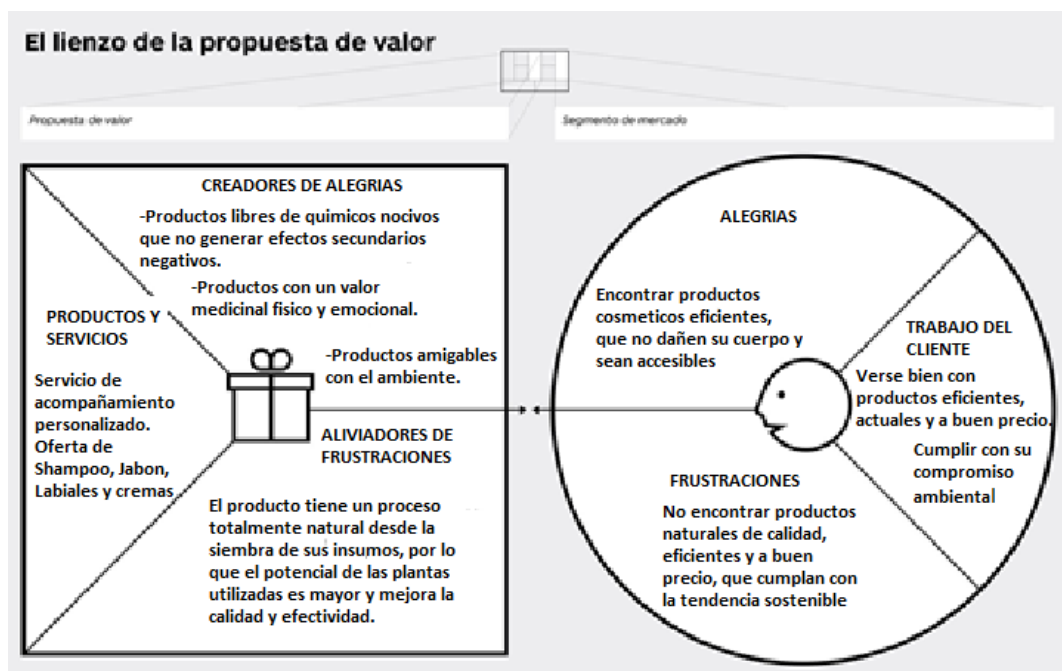 El lienzo de la propuesta de valor
Propuesta de valor
Segmento de mercado
CREADORES DE ALEGRIAS
-Productos libres de quimicos nocivos
que no generar efectos secundarios
negativos.
-Productos con un valor
medicinal fisico y emocional.
-Productos amigables
con el ambiente.
PRODUCTOS Y
SERVICIOS
Servicio de
acompañamiento
personalizado.
Oferta de
Shampoo, Jabon,
Labiales y cremas
ALIVIADORES DE
FRUSTRACIONES
El producto tiene un proceso
totalmente natural desde la
siembra de sus insumos, por lo
que el potencial de las plantas
utilizadas es mayor y mejora la
calidad y efectividad.
ALEGRIAS
Encontrar productos
cosmeticos eficientes,
que no dañen su cuerpo y
sean accesibles
TRABAJO DEL
CLIENTE
Verse bien con
productos eficientes,
actuales y a buen precio.
Cumplir con su
compromiso
ambiental
FRUSTRACIONES
No encontrar productos
naturales de calidad,
eficientes y a buen
precio, que cumplan con
la tendencia sostenible